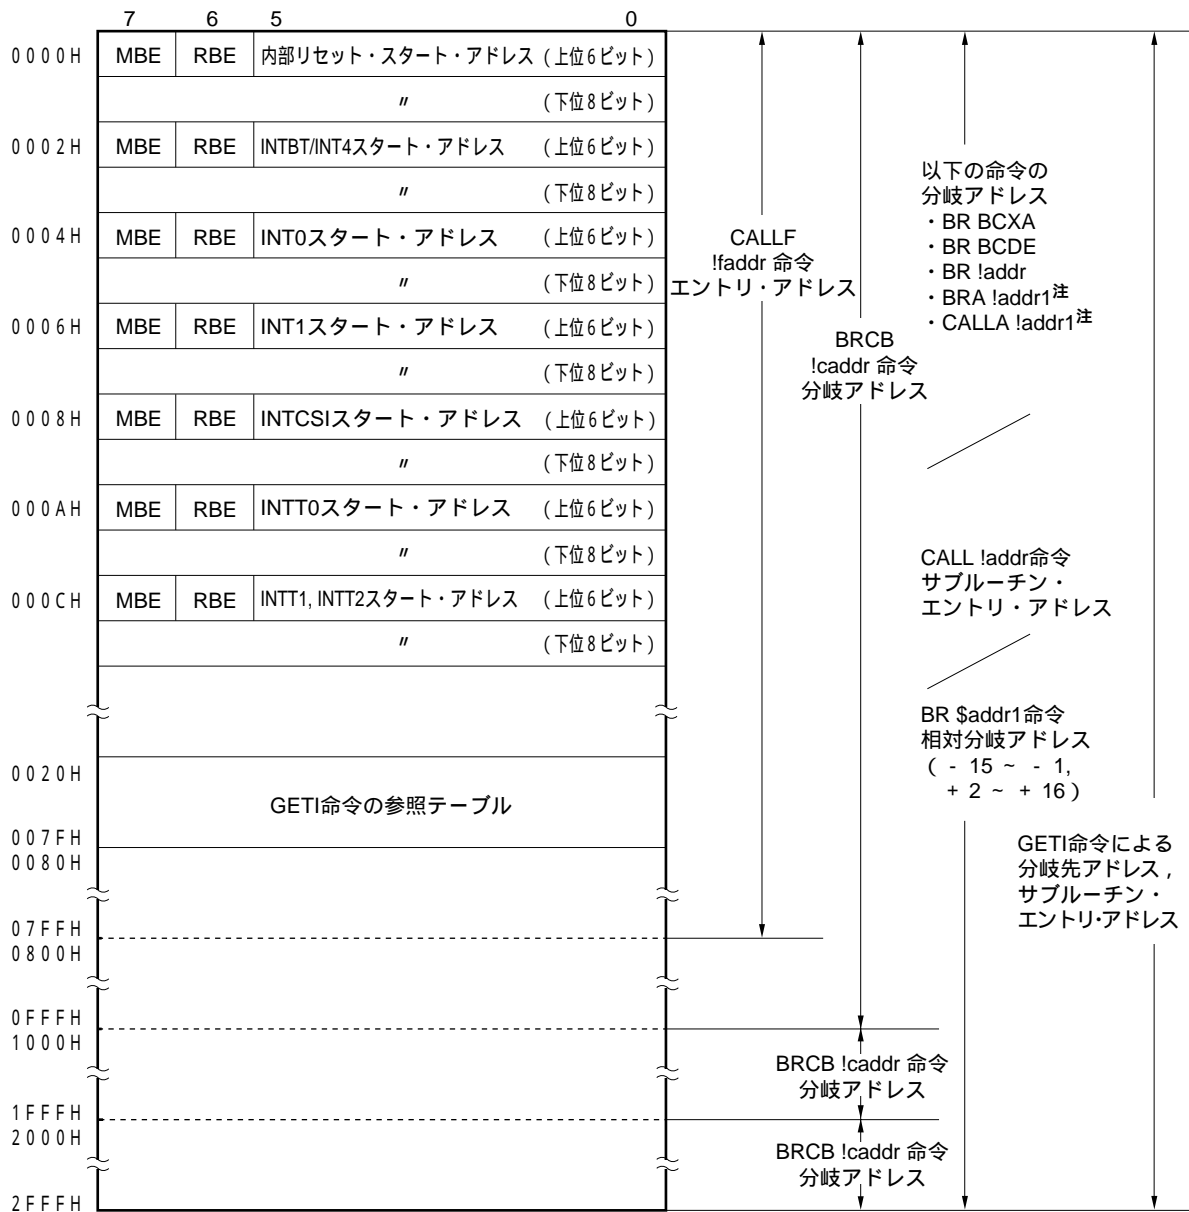 7 6 5 0
0000H MBE RBE 内部リセット・スタート・アドレス (上位6ビット)
〃 (下位8ビット)
0002H MBE RBE INTBT/INT4スタート・アドレス (上位6ビット)
〃 (下位8ビット)
0004H MBE RBE INT0スタート・アドレス (上位6ビット)
〃 (下位8ビット)
0006H MBE RBE INT1スタート・アドレス (上位6ビット)
〃 (下位8ビット)
0008H MBE RBE INTCSIスタート・アドレス (上位6ビット)
〃 (下位8ビット)
000AH MBE RBE INTT0スタート・アドレス (上位6ビット)
〃 (下位8ビット)
000CH MBE RBE INTT1, INTT2スタート・アドレス (上位6ビット)
〃 (下位8ビット)
0020H
GETI命令の参照テーブル
007FH
0080H
07FFH
0800H
0FFFH
1000H
1FFFH
2000H
2FFFH
CALLF
!faddr 命令
エントリ・アドレス
BRCB
!caddr 命令
分岐アドレス
BRCB !caddr 命令
分岐アドレス
BRCB !caddr 命令
分岐アドレス
以下の命令の
分岐アドレス
・BR BCXA
・BR BCDE
・BR !addr
・BRA !addr1注
・CALLA !addr1注
CALL !addr命令
サブルーチン・
エントリ・アドレス
BR $addr1命令
相対分岐アドレス
( - 15 ~ - 1,
+ 2 ~ + 16 )
GETI命令による
分岐先アドレス,
サブルーチン・
エントリ・アドレス